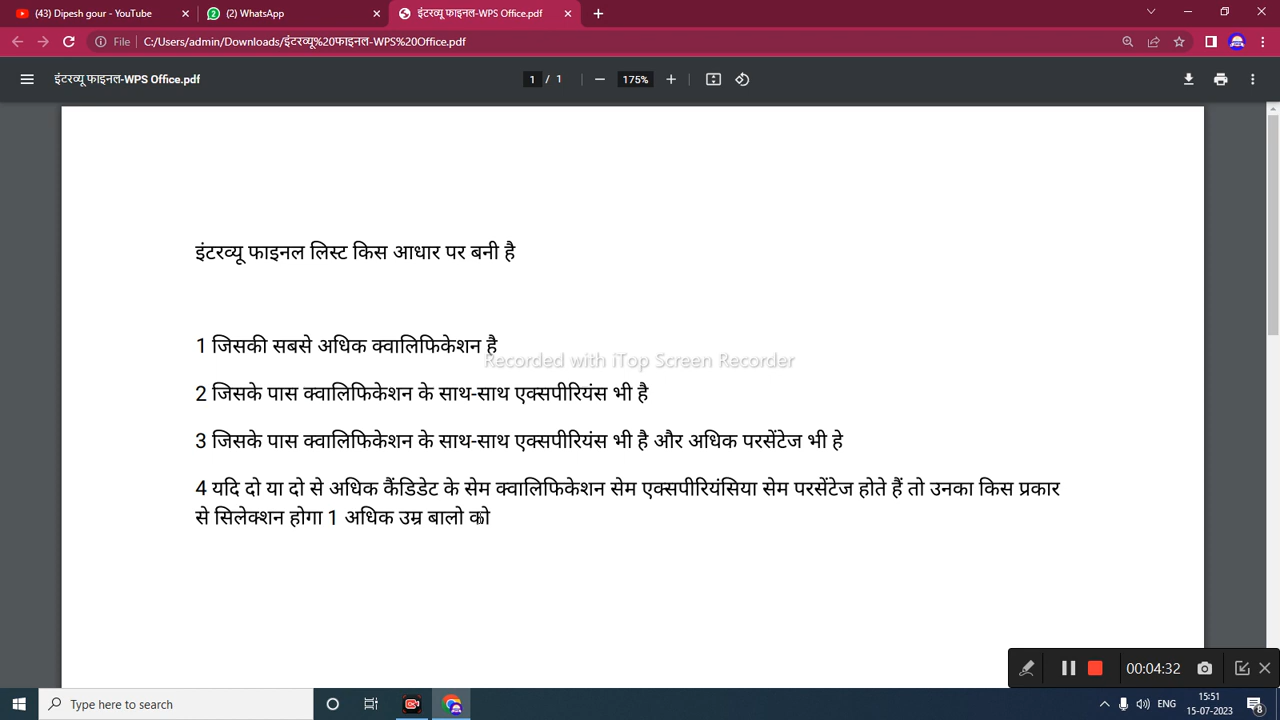 (43) Dipesh gour - YouTube
(2) WhatsApp
इंटरव्यू फाइनल-WPS Office.pdf
File
C:/Users/admin/Downloads/इंटरव्यू%20फाइनल-WPS%20Office.pdf
इंटरव्यू फाइनल-WPS Office.pdf
1 / 1
175%
इंटरव्यू फाइनल लिस्ट किस आधार पर बनी है
1 जिसकी सबसे अधिक क्वालिफिकेशन है
Recorded with iTop Screen Recorder
2 जिसके पास क्वालिफिकेशन के साथ-साथ एक्सपीरियंस भी है
3 जिसके पास क्वालिफिकेशन के साथ-साथ एक्सपीरियंस भी है और अधिक परसेंटेज भी हे
4 यदि दो या दो से अधिक कैंडिडेट के सेम क्वालिफिकेशन सेम एक्सपीरियंसिया सेम परसेंटेज होते हैं तो उनका किस प्रकार
से सिलेक्शन होगा 1 अधिक उम्र बालो को
00:04:32
Type here to search
ENG
15:51
15-07-2023
8